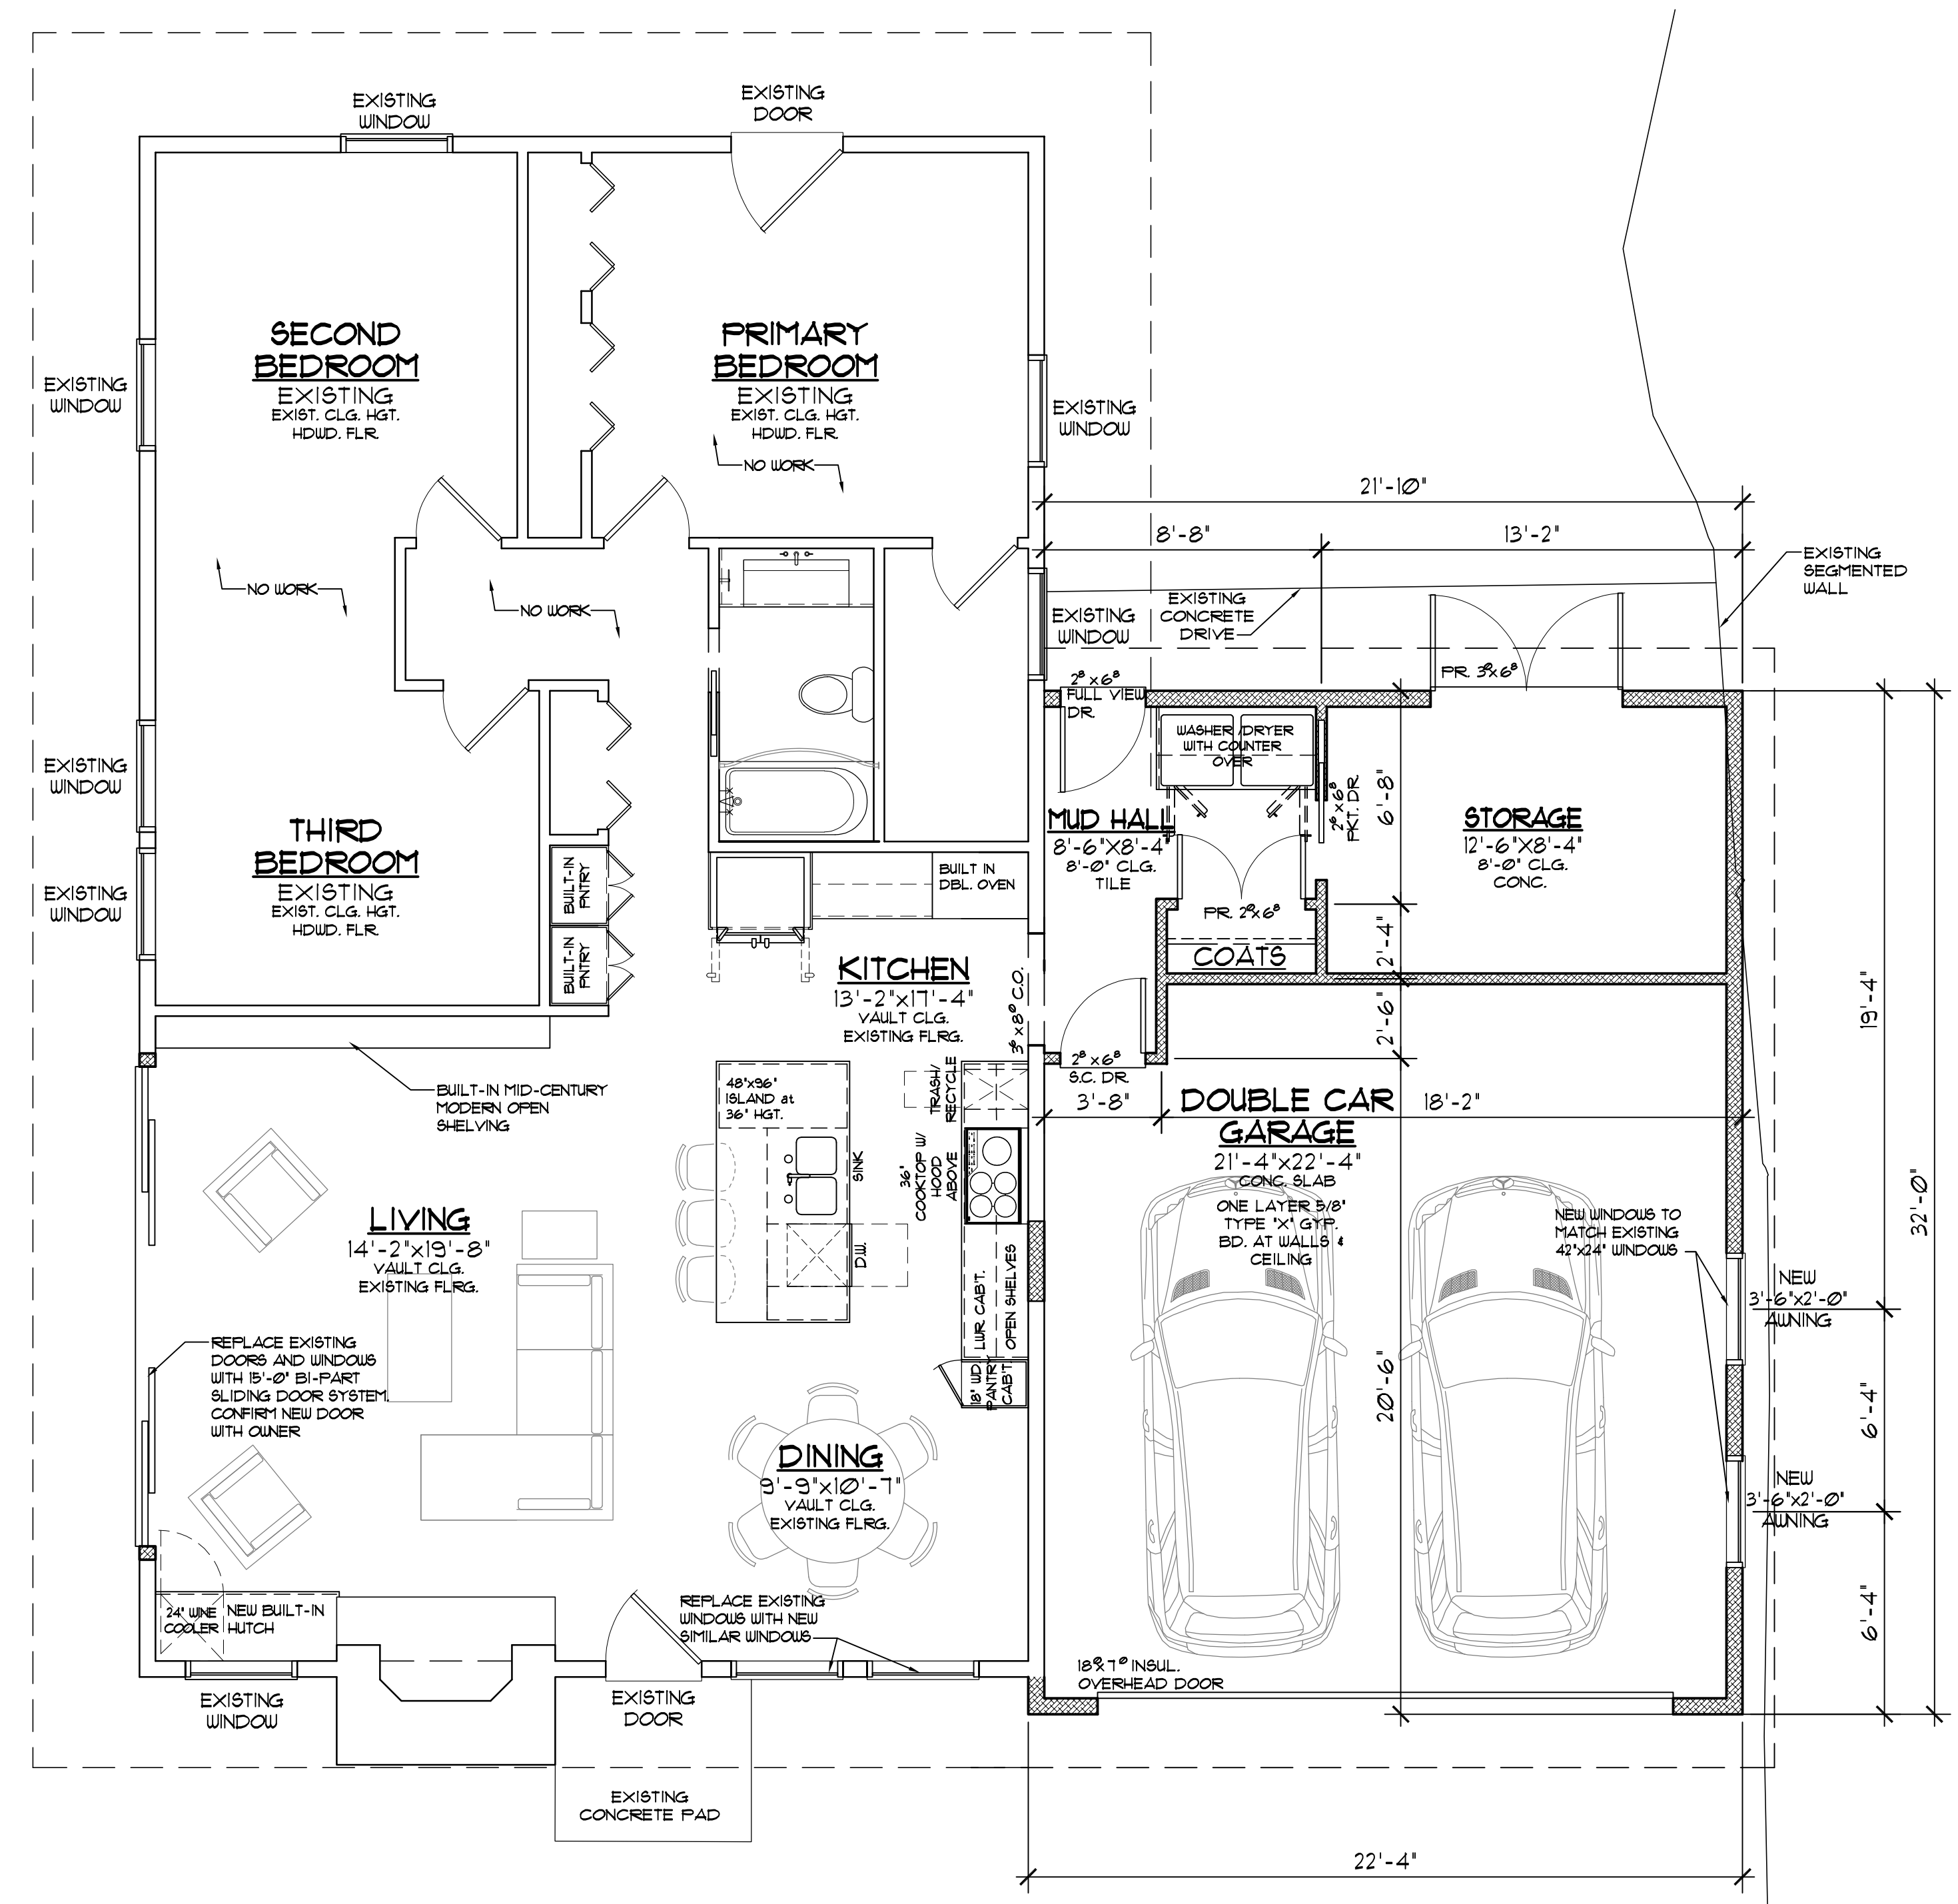 EXISTING
WINDOW
EXISTING
DOOR
SECOND
BEDROOM
EXISTING
EXIST. CLG. HGT.
HDWD. FLR.
PRIMARY
BEDROOM
EXISTING
EXIST. CLG. HGT.
HDWD. FLR.
NO WORK
EXISTING
WINDOW
EXISTING
WINDOW
21'-10"
8'-8"
13'-2"
EXISTING
SEGMENTED
WALL
NO WORK
NO WORK
EXISTING
WINDOW
EXISTING
CONCRETE
DRIVE
2⁸x6⁸
FULL VIEW
DR.
PR. 3⁰x6⁸
WASHER/DRYER
WITH COUNTER
OVER
2⁶x6⁸
PKT. DR.
6'-8"
MUD HALL
8'-6"X8'-4"
8'-0" CLG.
TILE
STORAGE
12'-6"X8'-4"
8'-0" CLG.
CONC.
EXISTING
WINDOW
EXISTING
WINDOW
THIRD
BEDROOM
EXISTING
EXIST. CLG. HGT.
HDWD. FLR.
BUILT-IN
PNTRY
BUILT-IN
PNTRY
BUILT IN
DBL. OVEN
PR. 2⁰x6⁸
COATS
2'-4"
2'-6"
19'-4"
32'-0"
KITCHEN
13'-2"x17'-4"
VAULT CLG.
EXISTING FLRG.
3⁶x8⁰ C.O.
2⁸x6⁸
S.C. DR.
3'-8"
18'-2"
BUILT-IN MID-CENTURY
MODERN OPEN
SHELVING
48"x96"
ISLAND at
36" HGT.
SINK
D.W.
TRASH/
RECYCLE
36"
COOKTOP W/
HOOD
ABOVE
LWR CAB'T.
OPEN SHELVES
18" WD.
PANTRY
CAB'T.
DOUBLE CAR
GARAGE
21'-4"x22'-4"
CONC. SLAB
ONE LAYER 5/8"
TYPE "X" GYP.
BD. AT WALLS &
CEILING
NEW WINDOWS TO
MATCH EXISTING
42"x24" WINDOWS
NEW
3'-6"x2'-0"
AWNING
LIVING
14'-2"x19'-8"
VAULT CLG.
EXISTING FLRG.
REPLACE EXISTING
DOORS AND WINDOWS
WITH 15'-0" BI-PART
SLIDING DOOR SYSTEM.
CONFIRM NEW DOOR
WITH OWNER
20'-6"
6'-4"
DINING
9'-9"x10'-7"
VAULT CLG.
EXISTING FLRG.
NEW
3'-6"x2'-0"
AWNING
6'-4"
24" WINE
COOLER
NEW BUILT-IN
HUTCH
REPLACE EXISTING
WINDOWS WITH NEW
SIMILAR WINDOWS
18⁰x7⁰ INSUL.
OVERHEAD DOOR
EXISTING
WINDOW
EXISTING
DOOR
EXISTING
CONCRETE PAD
22'-4"